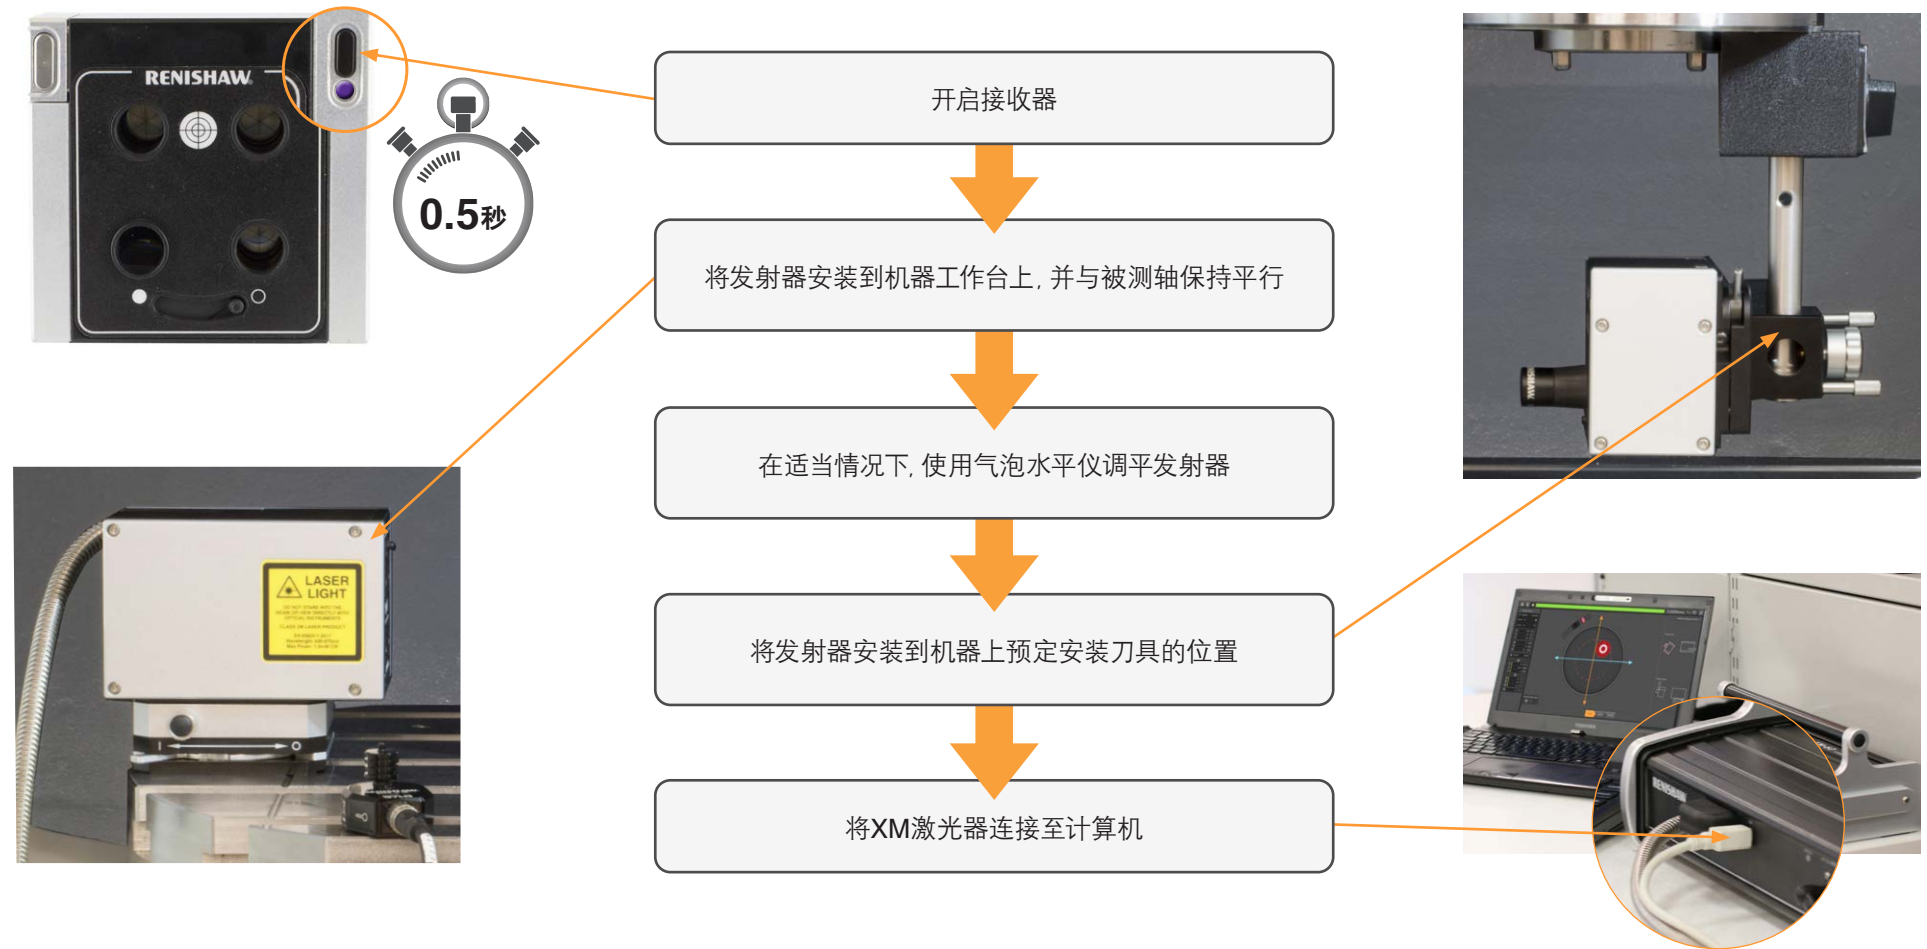 RENISHAW
0.5秒
开启接收器
将发射器安装到机器工作台上, 并与被测轴保持平行
在适当情况下, 使用气泡水平仪调平发射器
将发射器安装到机器上预定安装刀具的位置
将XM激光器连接至计算机
LASER
LIGHT
I O
RENISHAW
RENISHAW